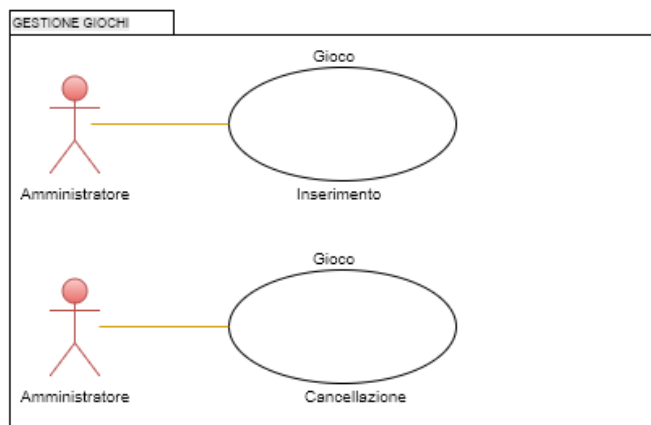 GESTIONE GIOCHI
Gioco
Amministratore
Inserimento
Gioco
Amministratore
Cancellazione